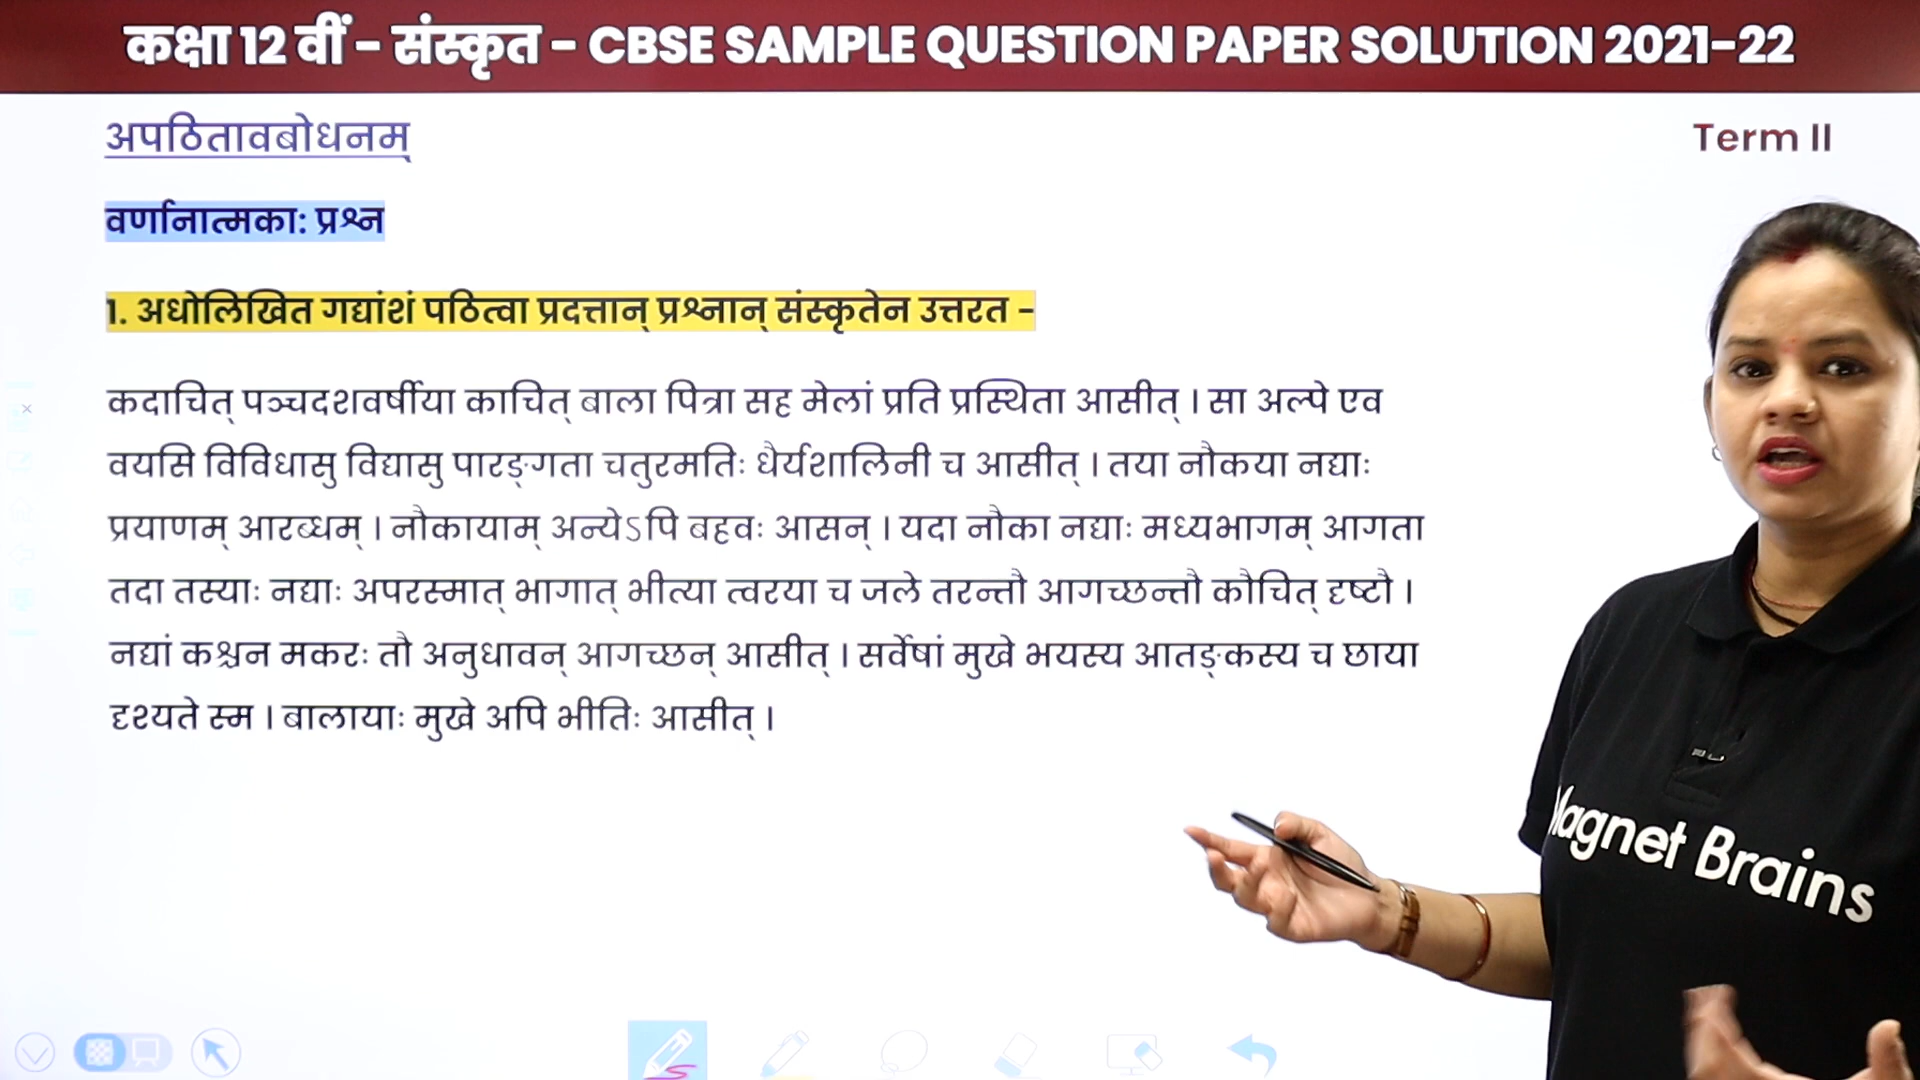 कक्षा 12 वीं – संस्कृत – CBSE SAMPLE QUESTION PAPER SOLUTION 2021-22
अपठितावबोधनम्
Term II
वर्णानात्मका: प्रश्न
1. अधोलिखित गद्यांशं पठित्वा प्रदत्तान् प्रश्नान् संस्कृतेन उत्तरत –
कदाचित् पञ्चदशवर्षीया काचित् बाला पित्रा सह मेलां प्रति प्रस्थिता आसीत् । सा अल्पे एव
वयसि विविधासु विद्यासु पारङ्गता चतुरमतिः धैर्यशालिनी च आसीत् । तया नौकया नद्याः
प्रयाणम् आरब्धम् । नौकायाम् अन्येऽपि बहवः आसन् । यदा नौका नद्याः मध्यभागम् आगता
तदा तस्याः नद्याः अपरस्मात् भागात् भीत्या त्वरया च जले तरन्तौ आगच्छन्तौ कौचित् दृष्टौ ।
नद्यां कश्चन मकरः तौ अनुधावन् आगच्छन् आसीत् । सर्वेषां मुखे भयस्य आतङ्कस्य च छाया
दृश्यते स्म । बालायाः मुखे अपि भीतिः आसीत् ।
Magnet Brains